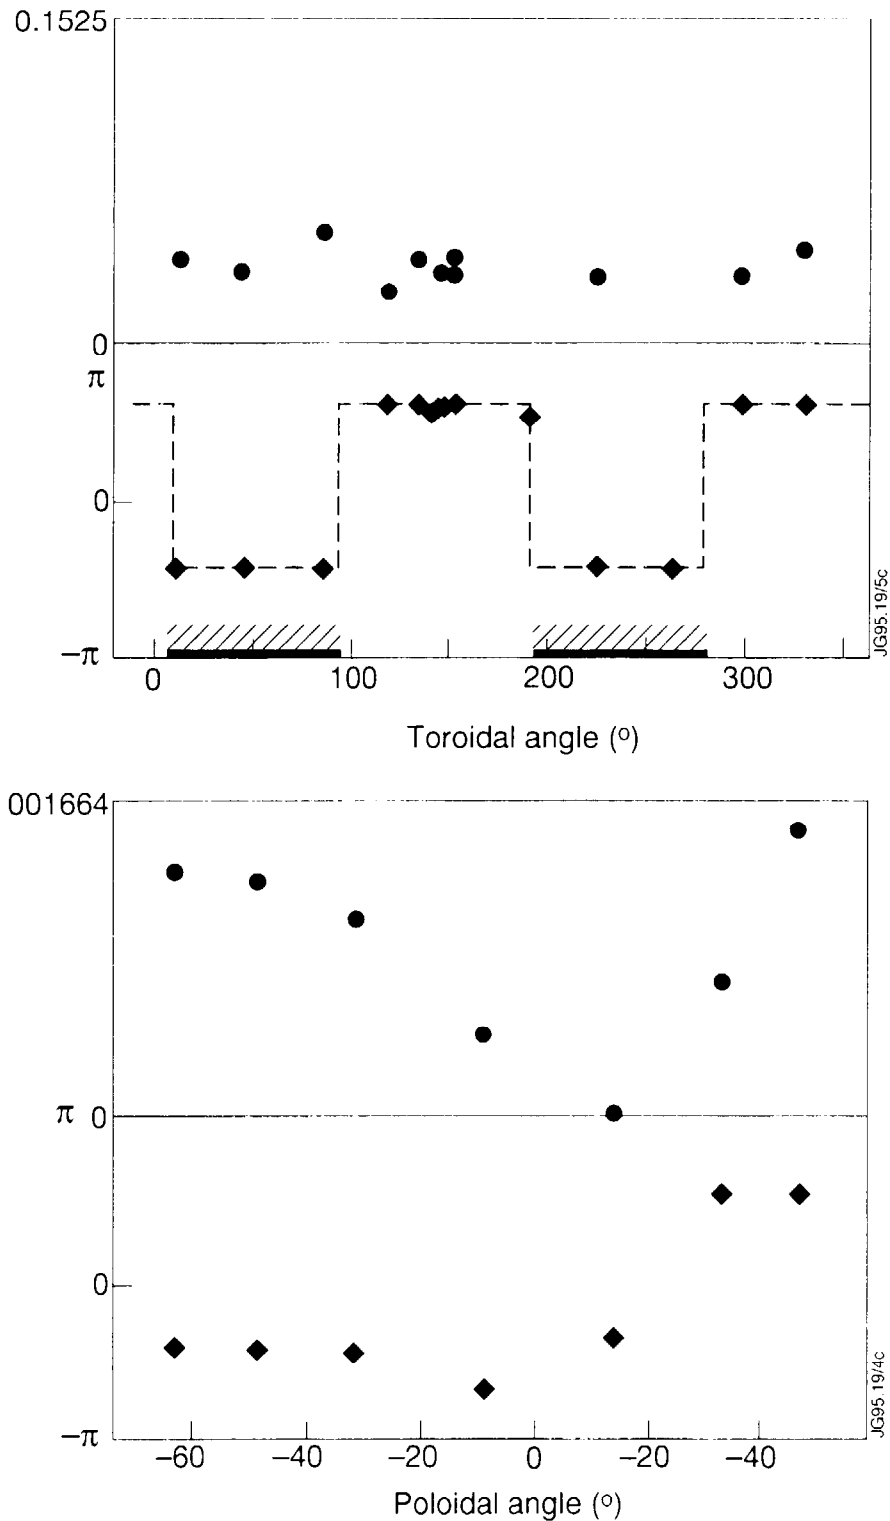 0.1525
0
π
0
−π
0 100 200 300
Toroidal angle (º)
JG95.19/5c
001664
π 0
0
−π
−60 −40 −20 0 −20 −40
Poloidal angle (º)
JG95.19/4c